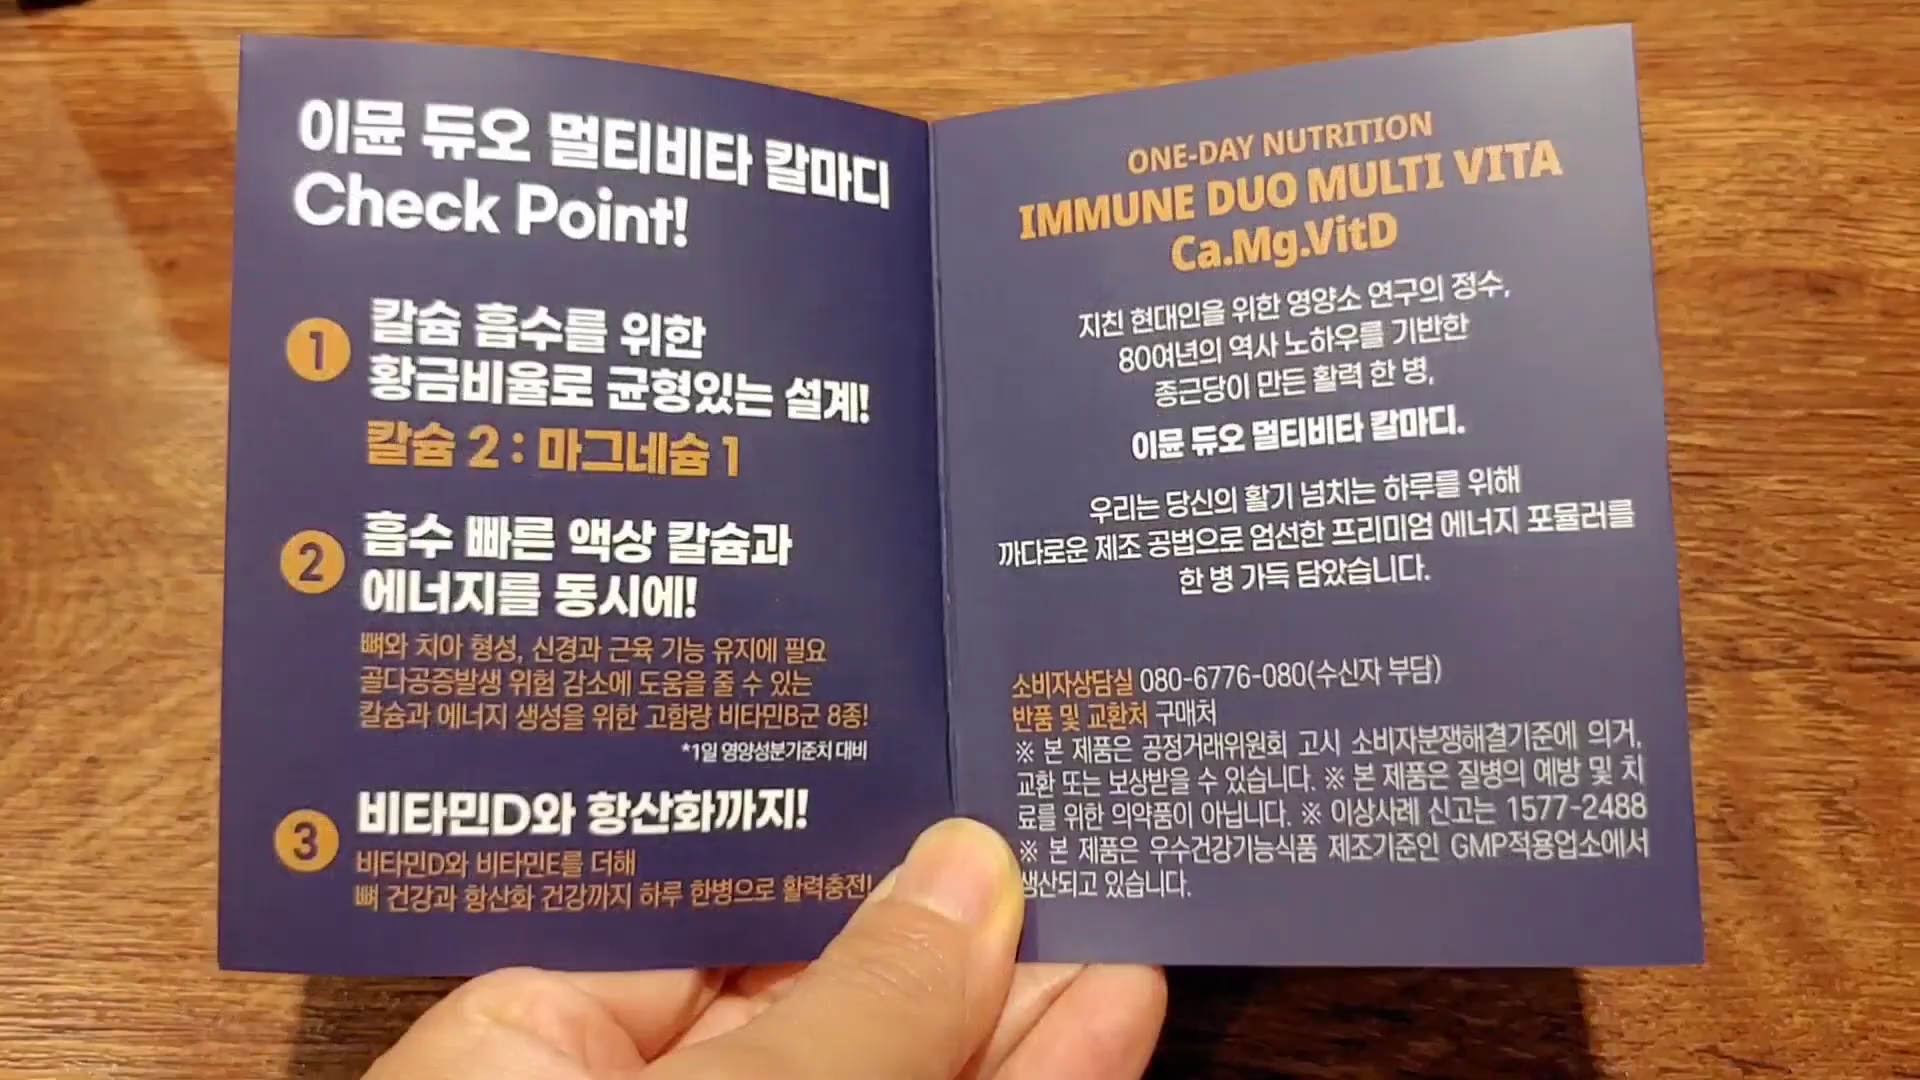 이뮨 듀오 멀티비타 칼마디
Check Point!
1
칼슘 흡수를 위한
황금비율로 균형있는 설계!
칼슘 2 : 마그네슘 1
2
흡수 빠른 액상 칼슘과
에너지를 동시에!
뼈와 치아 형성, 신경과 근육 기능 유지에 필요
골다공증발생 위험 감소에 도움을 줄 수 있는
칼슘과 에너지 생성을 위한 고함량 비타민B군 8종!
*1일 영양성분기준치 대비
3
비타민D와 항산화까지!
비타민D와 비타민E를 더해
뼈 건강과 항산화 건강까지 하루 한병으로 활력충전!
ONE-DAY NUTRITION
IMMUNE DUO MULTI VITA
Ca.Mg.VitD
지친 현대인을 위한 영양소 연구의 정수,
80여년의 역사 노하우를 기반한
종근당이 만든 활력 한 병,
이뮨 듀오 멀티비타 칼마디.
우리는 당신의 활기 넘치는 하루를 위해
까다로운 제조 공법으로 엄선한 프리미엄 에너지 포뮬러를
한 병 가득 담았습니다.
소비자상담실 080-6776-080(수신자 부담)
반품 및 교환처 구매처
※ 본 제품은 공정거래위원회 고시 소비자분쟁해결기준에 의거,
교환 또는 보상받을 수 있습니다. ※ 본 제품은 질병의 예방 및 치
료를 위한 의약품이 아닙니다. ※ 이상사례 신고는 1577-2488
※ 본 제품은 우수건강기능식품 제조기준인 GMP적용업소에서
생산되고 있습니다.